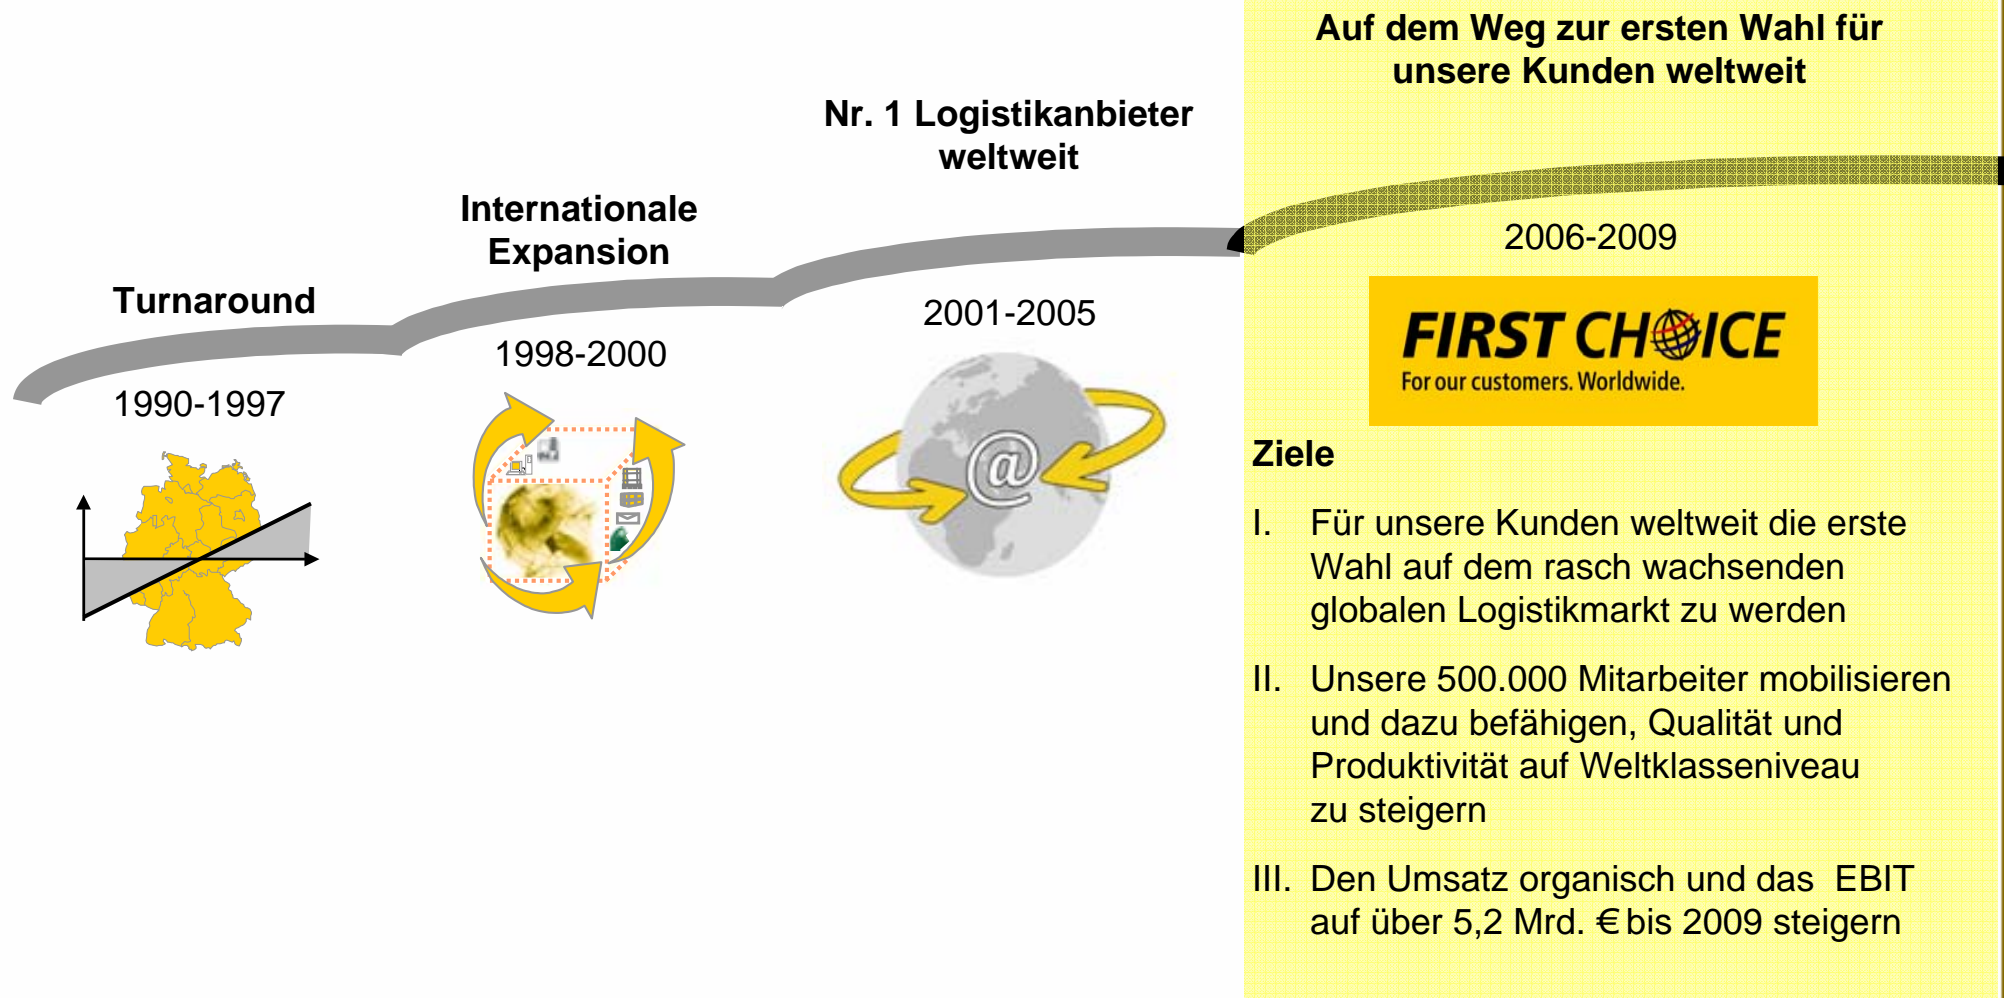 Turnaround
1990-1997
Internationale
Expansion
1998-2000
Nr. 1 Logistikanbieter
weltweit
2001-2005
@
Auf dem Weg zur ersten Wahl für
unsere Kunden weltweit
2006-2009
FIRST CHOICE
For our customers. Worldwide.
Ziele
I. Für unsere Kunden weltweit die erste
Wahl auf dem rasch wachsenden
globalen Logistikmarkt zu werden
II. Unsere 500.000 Mitarbeiter mobilisieren
und dazu befähigen, Qualität und
Produktivität auf Weltklasseniveau
zu steigern
III. Den Umsatz organisch und das EBIT
auf über 5,2 Mrd. € bis 2009 steigern